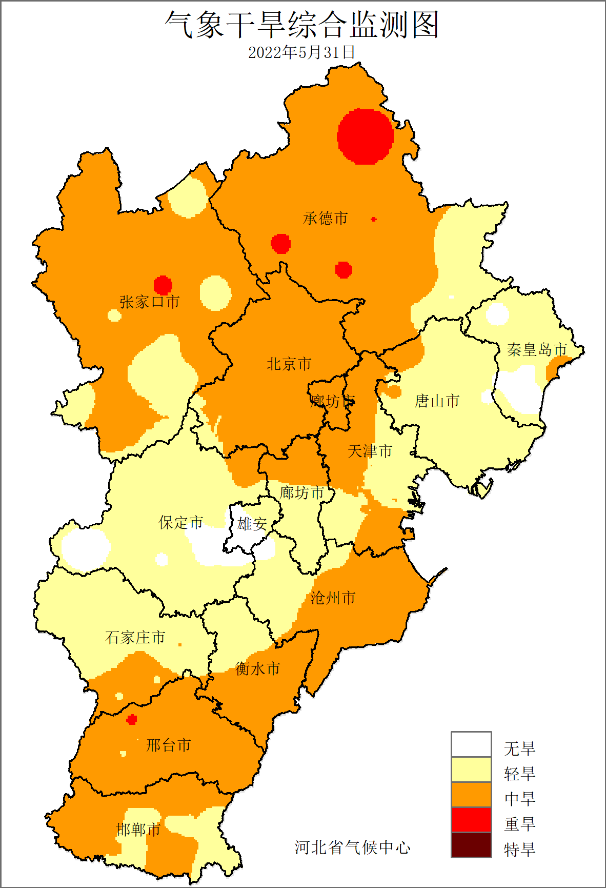 气象干旱综合监测图
2022年5月31日
承德市
张家口市
秦皇岛市
北京市
廊坊市
唐山市
天津市
廊坊市
保定市
雄安
沧州市
石家庄市
衡水市
邢台市
邯郸市
无旱
轻旱
中旱
重旱
特旱
河北省气候中心